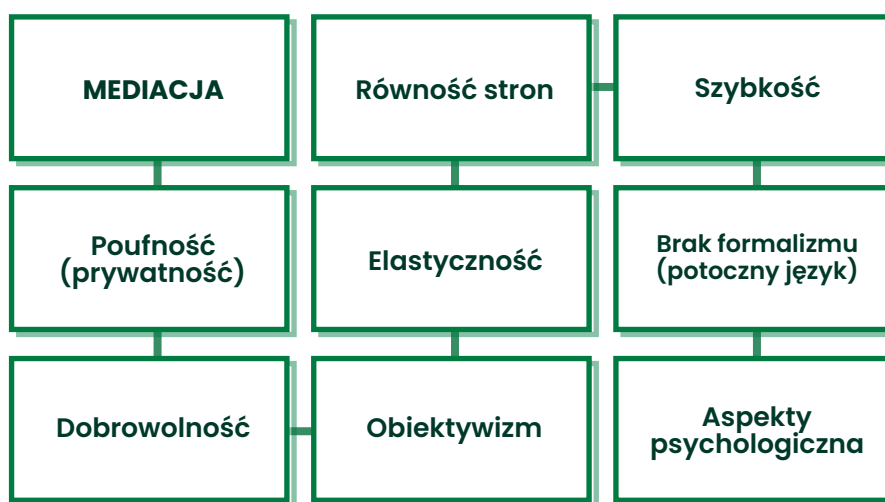 MEDIACJA
Równość stron
Szybkość
Poufność
(prywatność)
Elastyczność
Brak formalizmu
(potoczny język)
Dobrowolność
Obiektywizm
Aspekty
psychologiczna